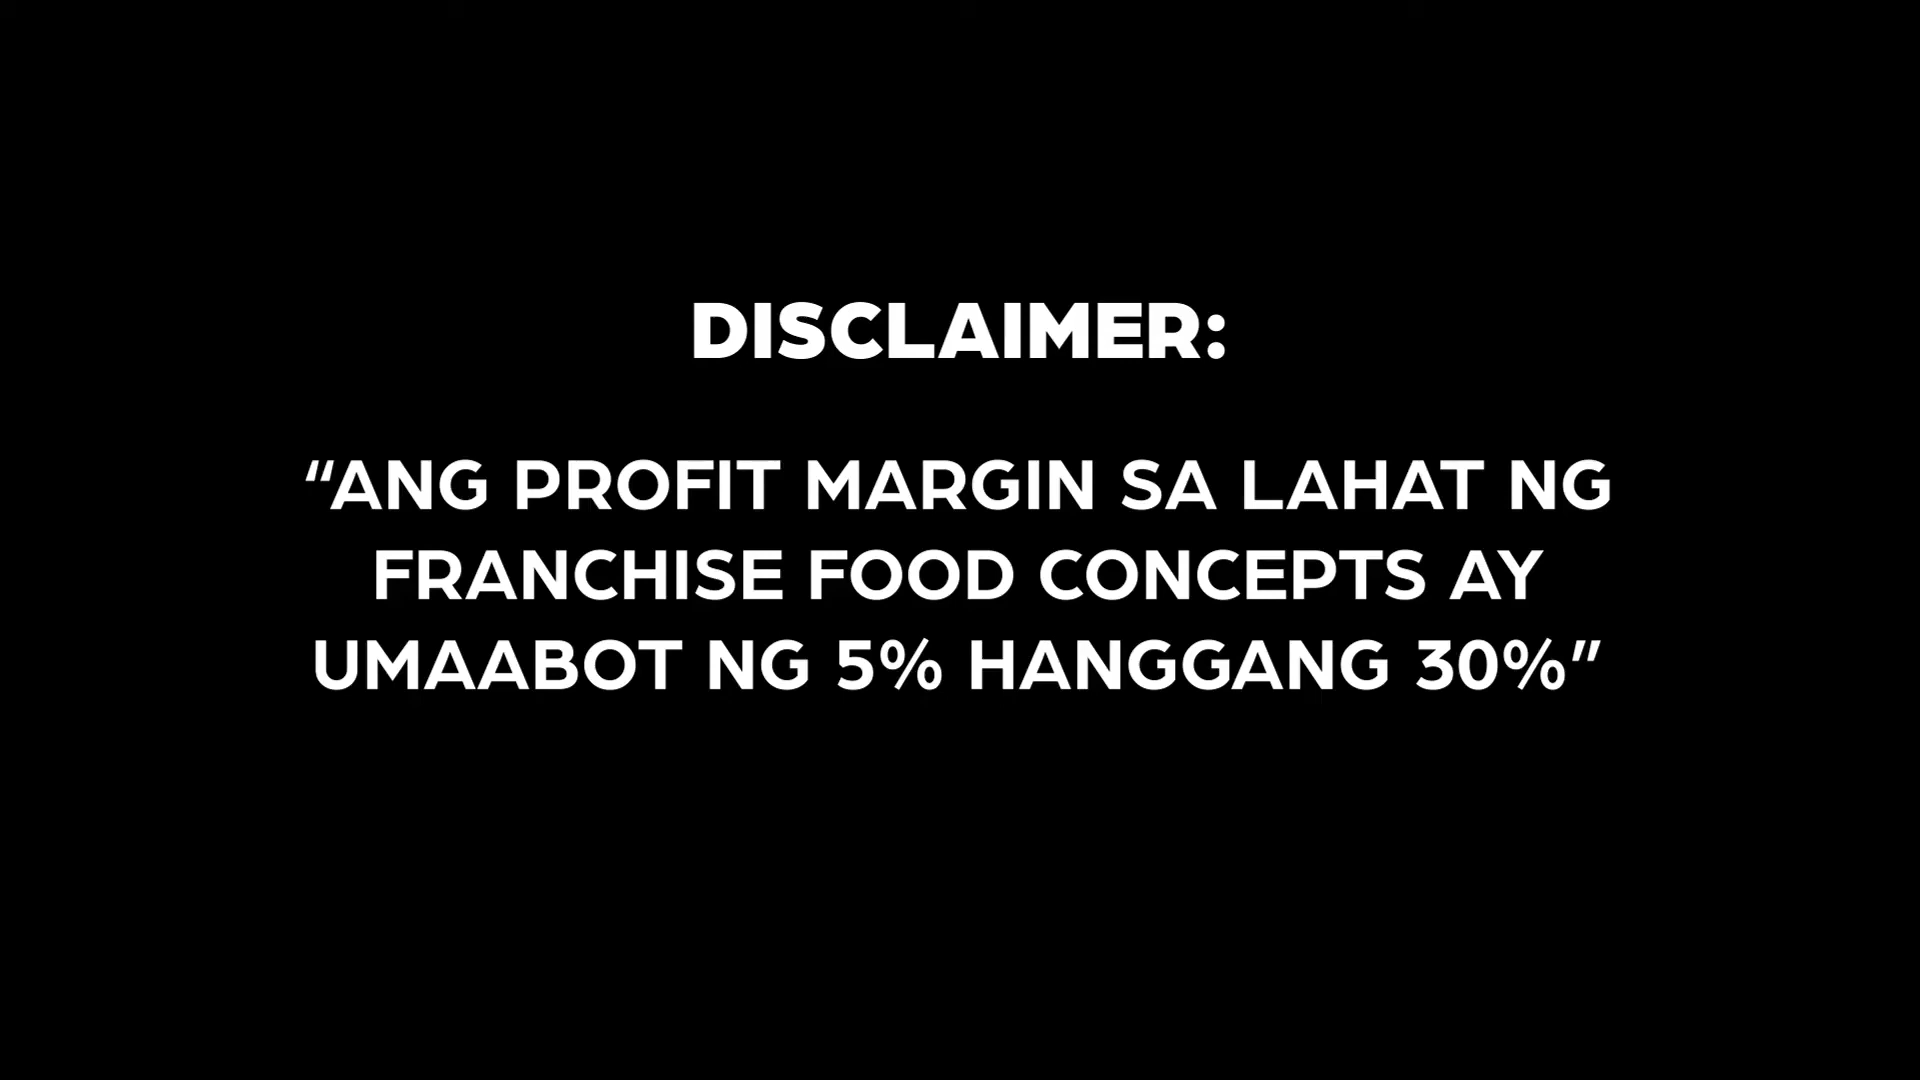 DISCLAIMER:
“ANG PROFIT MARGIN SA LAHAT NG
FRANCHISE FOOD CONCEPTS AY
UMAABOT NG 5% HANGGANG 30%”